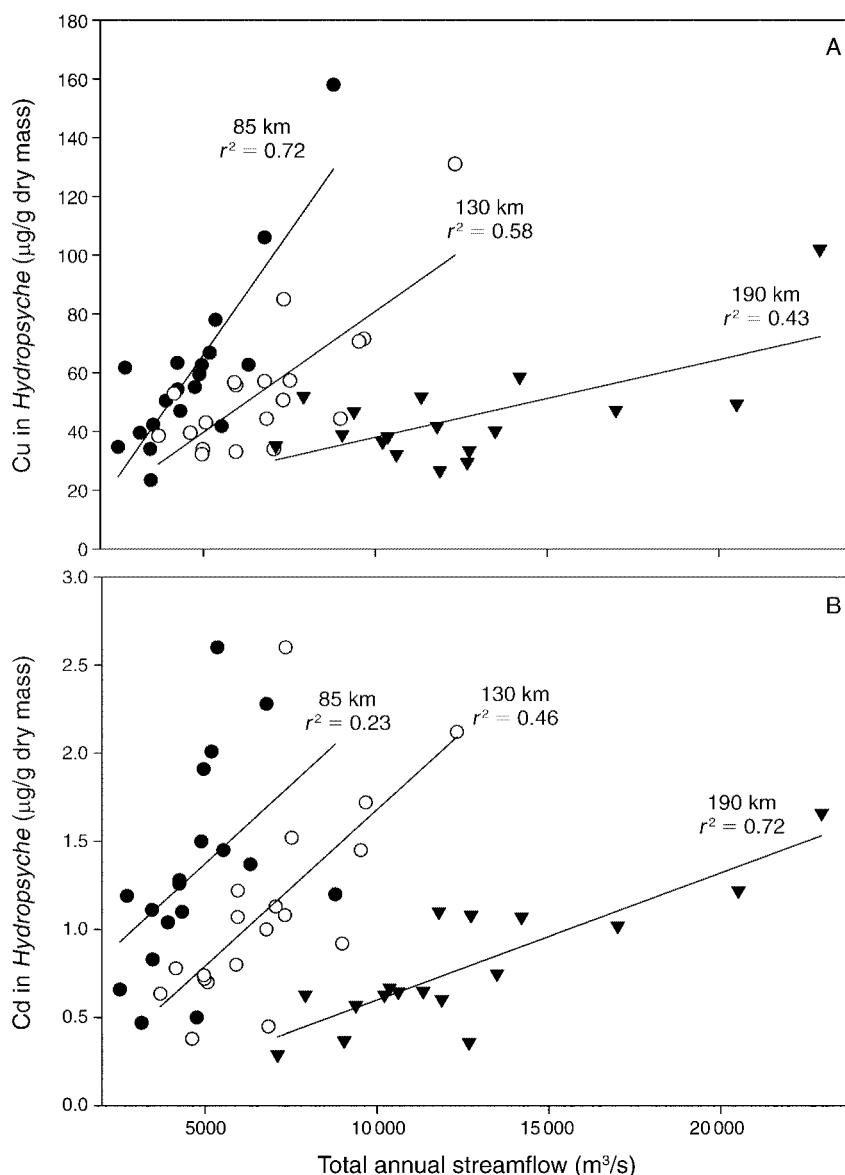 A
180
160
140
120
100
80
60
40
20
0
Cu in Hydropsyche (µg/g dry mass)
85 km
r² = 0.72
130 km
r² = 0.58
190 km
r² = 0.43
B
3.0
2.5
2.0
1.5
1.0
0.5
0.0
Cd in Hydropsyche (µg/g dry mass)
85 km
r² = 0.23
130 km
r² = 0.46
190 km
r² = 0.72
5000
10 000
15 000
20 000
Total annual streamflow (m³/s)